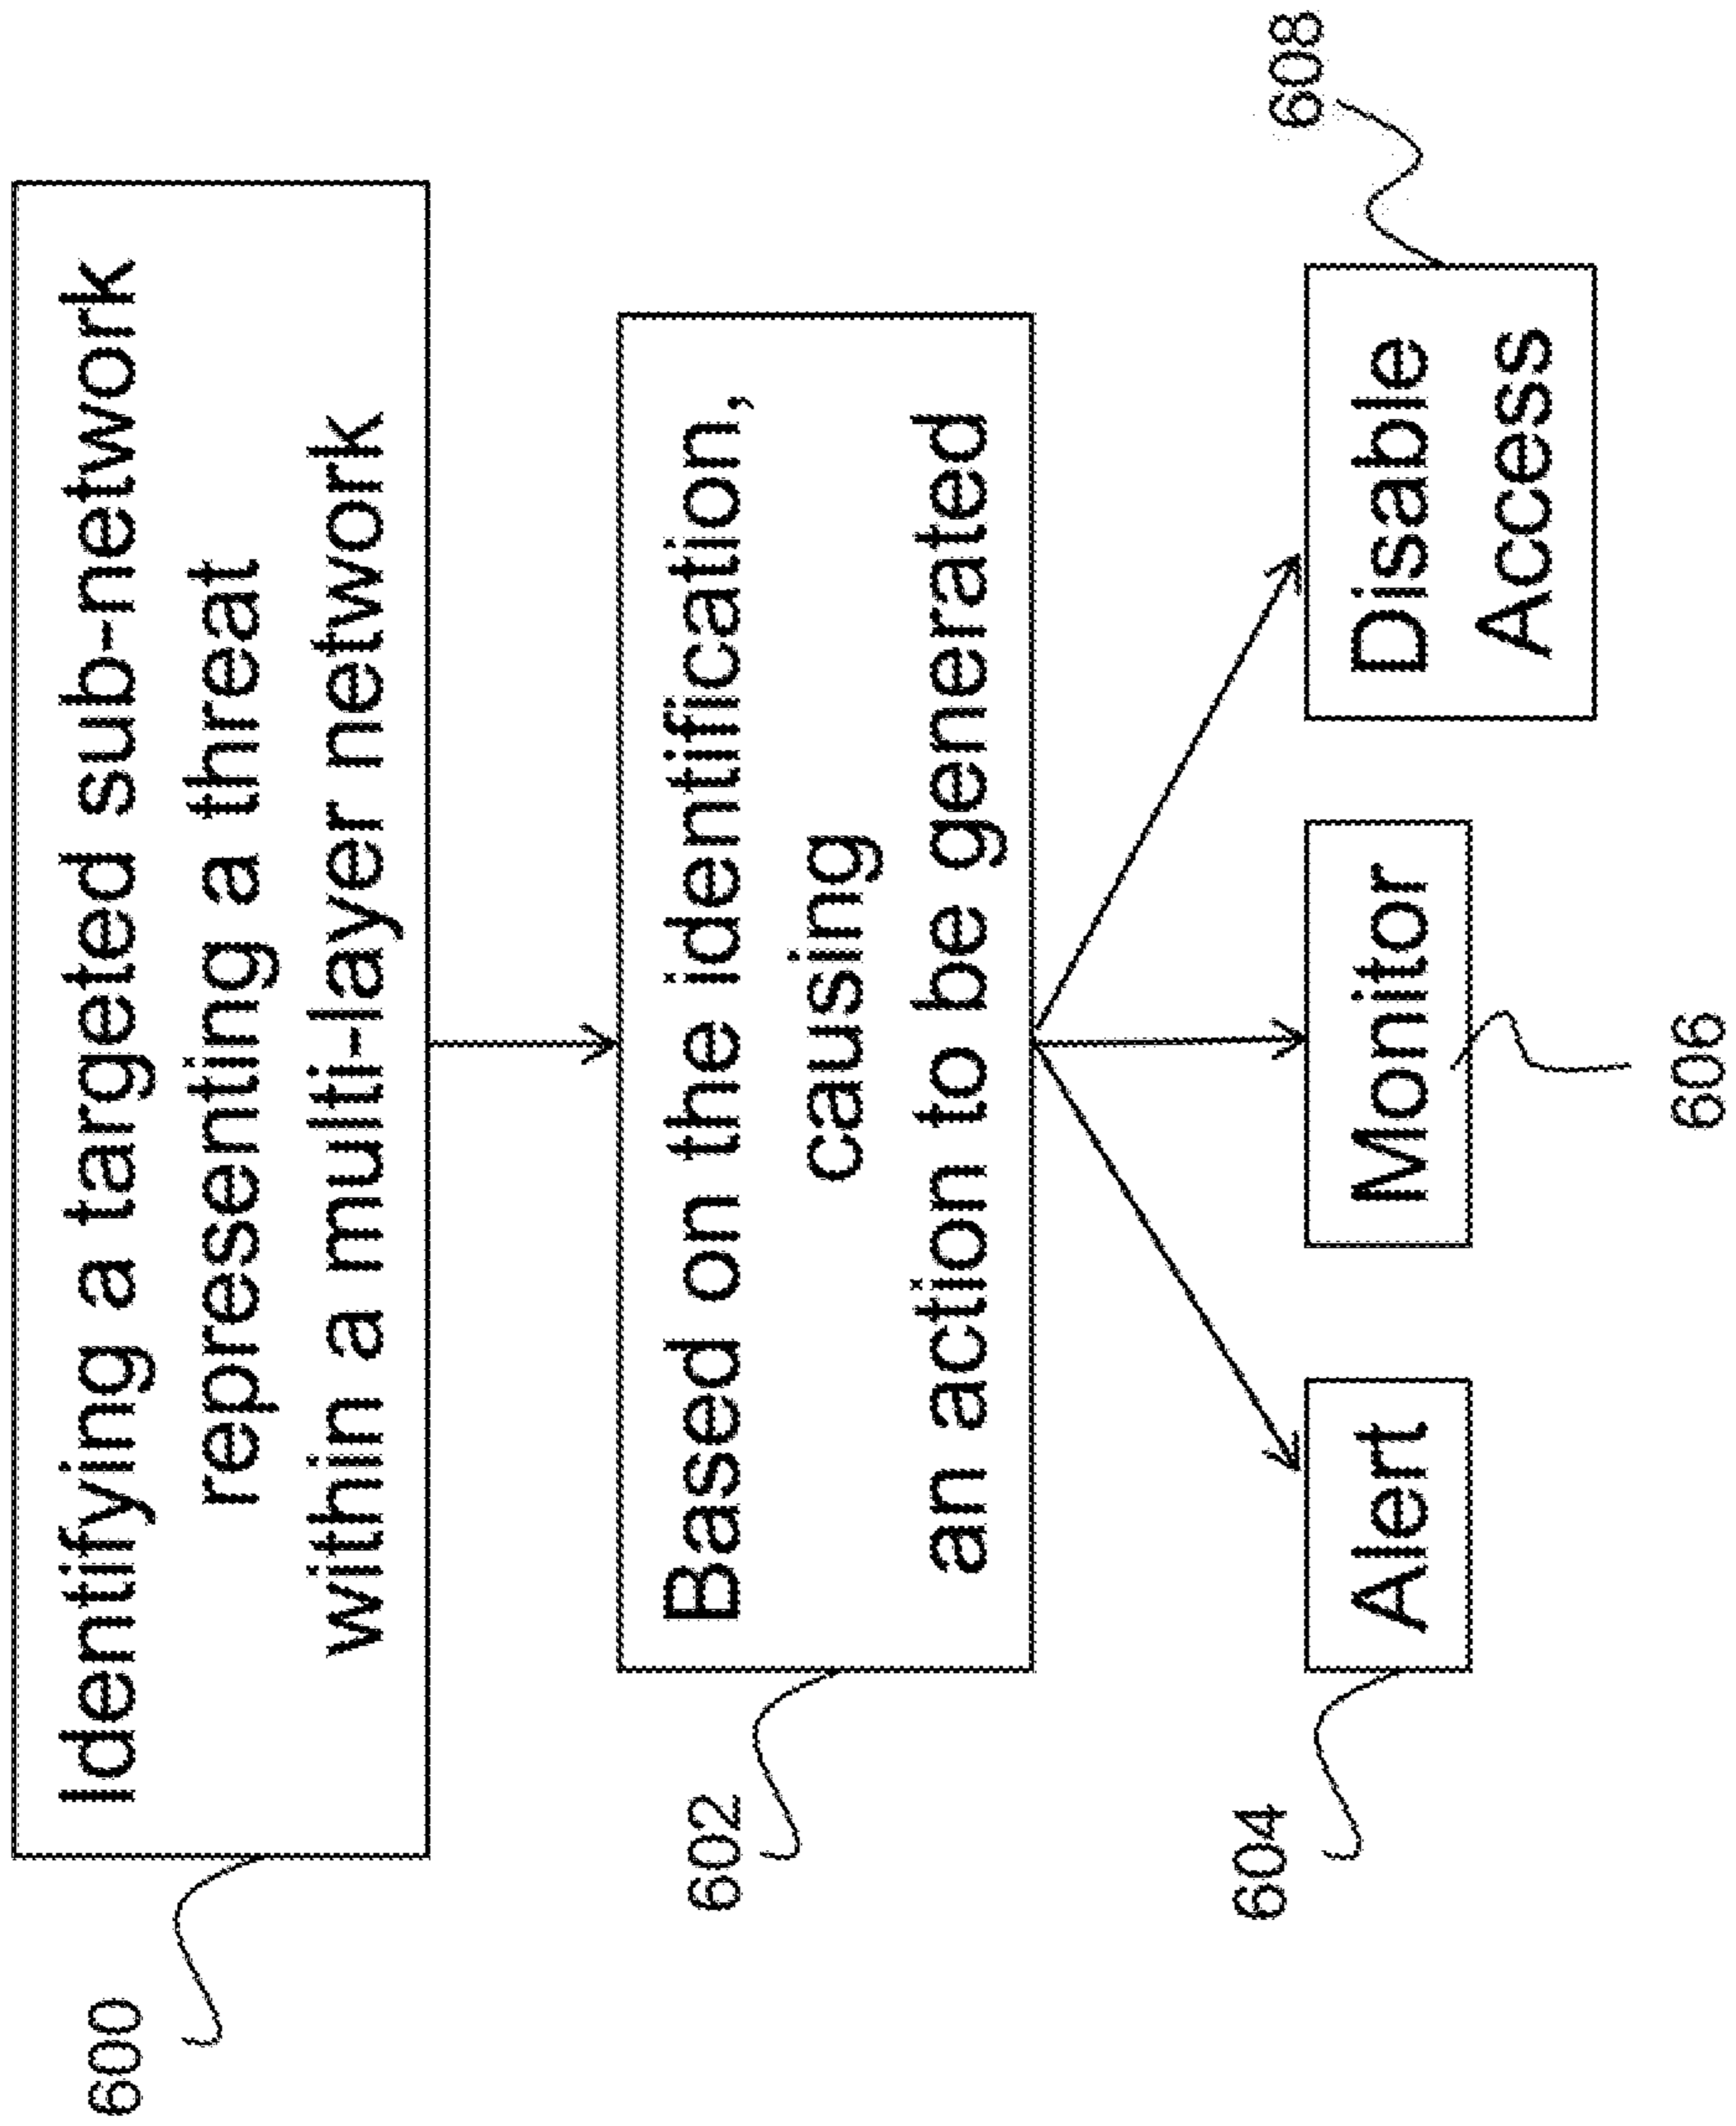 600
Identifying a targeted sub-network
representing a threat
within a multi-layer network
602
Based on the identification,
causing
an action to be generated
604
Alert
Monitor
606
Disable
Access
608